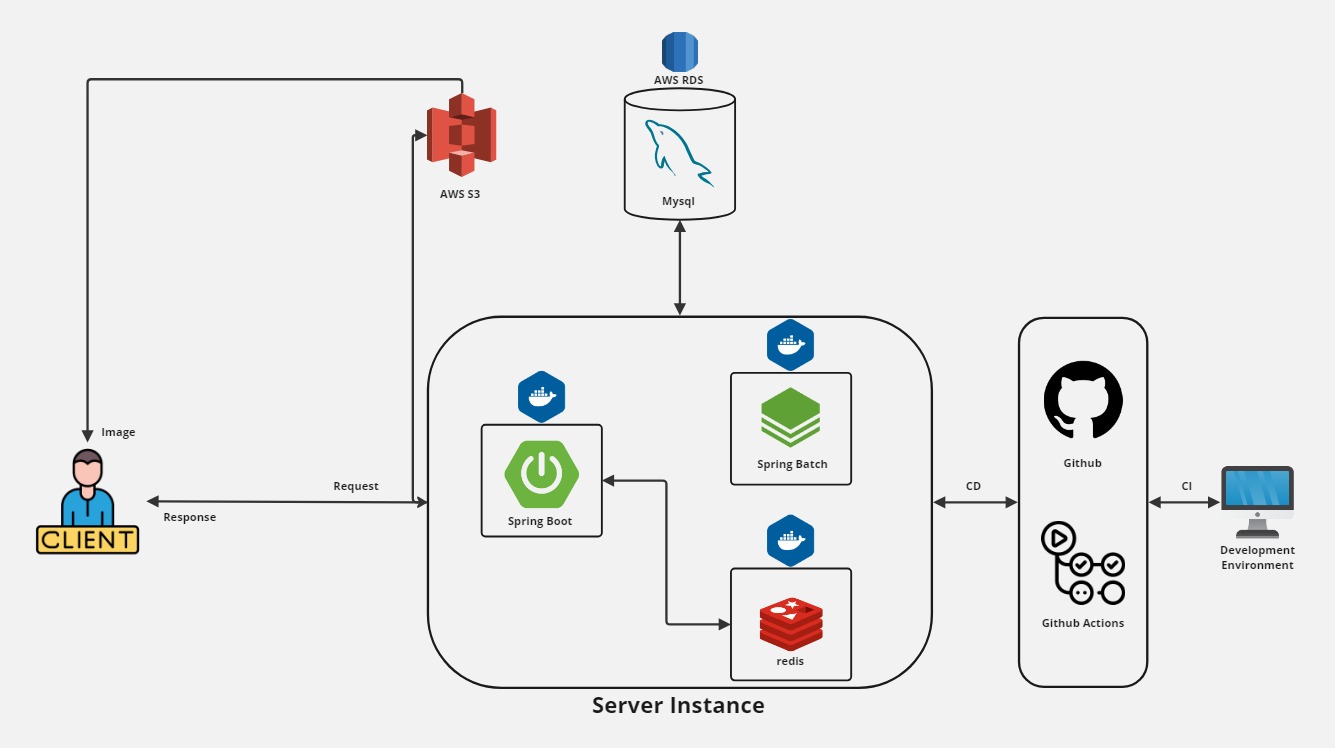 AWS RDS
AWS S3
Mysql
Image
CLIENT
Request
Response
Spring Boot
Spring Batch
redis
Server Instance
CD
Github
Github Actions
CI
Development
Environment